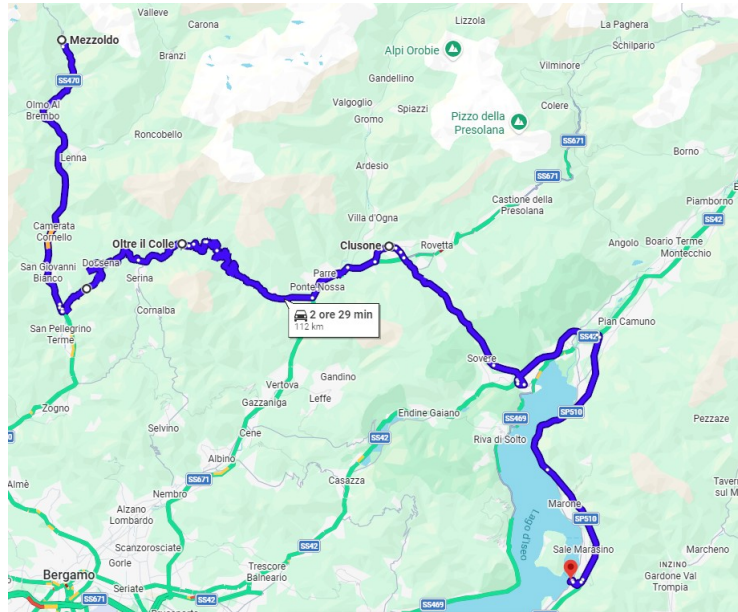 Valleve
Carona
Lizzola
La Paghera
Mezzoldo
Schilpario
Alpi Orobie
Branzi
Vilminore
SS470
Gandellino
Olmo Al
Brembo
Valgoglio
Spiazzi
Colere
Gromo
Pizzo della
Presolana
Roncobello
SS671
Lenna
Borno
Ardesio
SS671
Castione della
Presolana
Piamborno
Camerata
Cornello
Villa d'Ogna
SS42
Oltre il Colle
Clusone
Rovetta
Angolo
Boario Terme
Montecchio
Dossena
San Giovanni
Bianco
Serina
Parre
Ponte Nossa
Cornalba
2 ore 29 min
112 km
San Pellegrino
Terme
Pian Camuno
SS42
Sovere
Gandino
Vertova
Leffe
Zogno
Gazzaniga
Endine Gaiano
SS469
SP510
Pezzaze
Selvino
Cene
Riva di Solto
SS42
Albino
Casazza
Almè
SS671
Nembro
Marone
Alzano
Lombardo
Lago d'Iseo
SP510
SS42
Scanzorosciate
Sale Marasino
Marcheno
Gorle
Trescore
Balneario
INZINO
Gardone Val
Trompia
Bergamo
Seriate
SS671
SS42
SS469